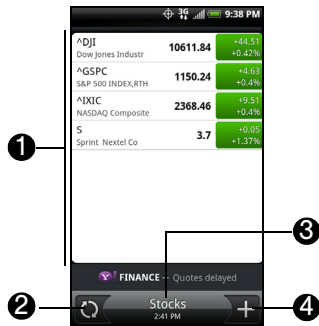 3G 9:38 PM
^DJI 10611.84 +44.51
Dow Jones Industr +0.42%
^GSPC 1150.24 +4.63
S&P 500 INDEX,RTH +0.4%
^IXIC 2368.46 +9.51
NASDAQ Composite +0.4%
S 3.7 +0.05
Sprint Nextel Co +1.37%
1
3
Y! FINANCE -- Quotes delayed
2 Stocks 4
2:41 PM